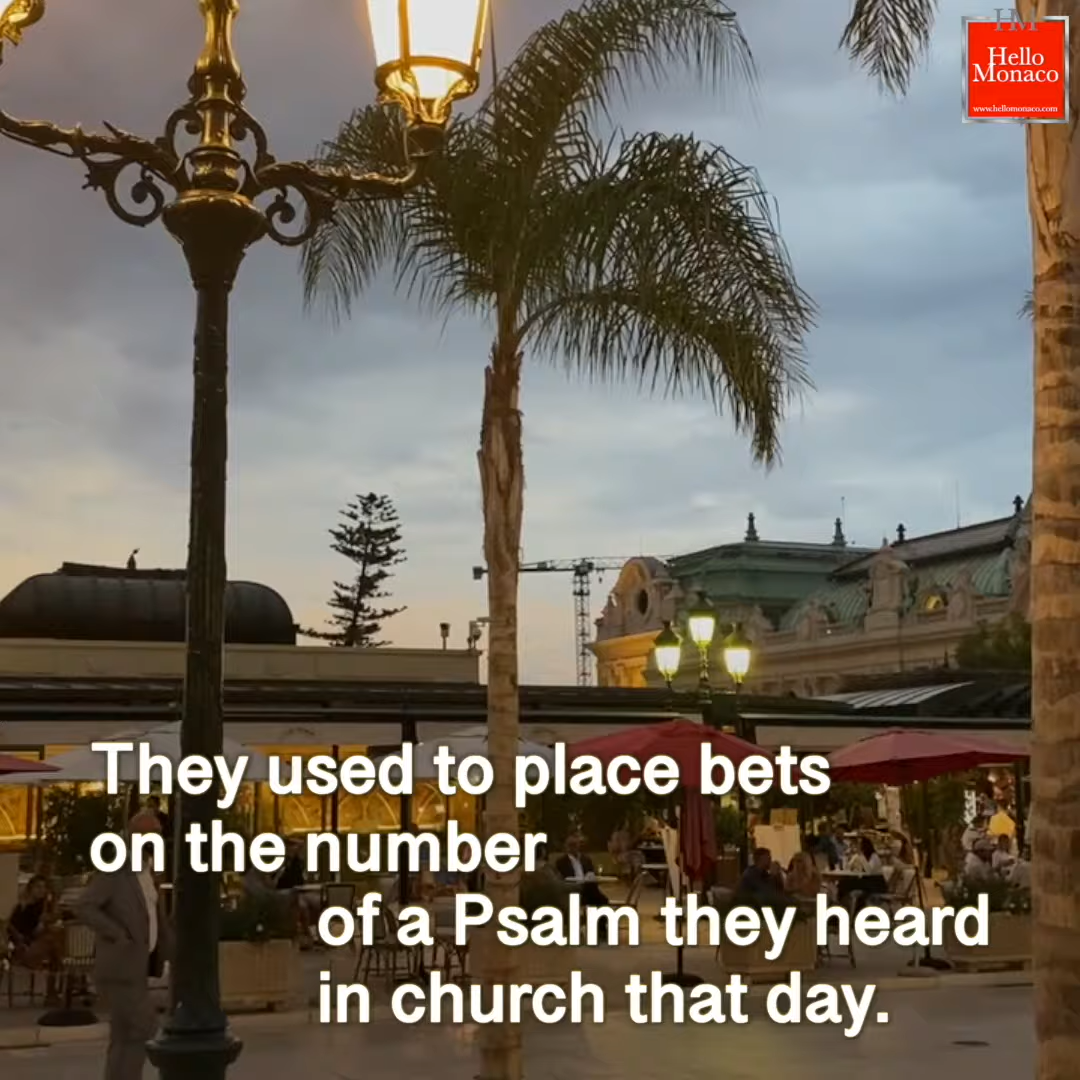 HM
Hello
Monaco
www.hellomonaco.com
They used to place bets
on the number
of a Psalm they heard
in church that day.